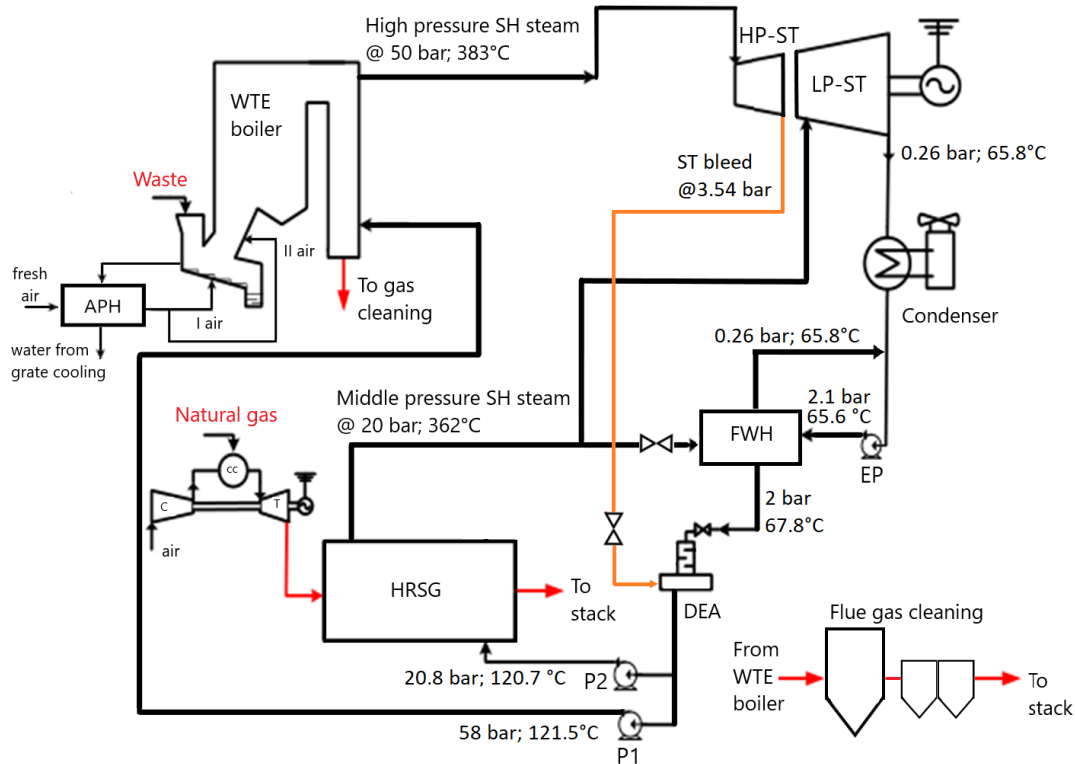 High pressure SH steam
@ 50 bar; 383°C
HP-ST
LP-ST
WTE
boiler
ST bleed
@3.54 bar
0.26 bar; 65.8°C
Waste
II air
fresh
air
APH
I air
To gas
cleaning
water from
grate cooling
Condenser
0.26 bar; 65.8°C
Middle pressure SH steam
@ 20 bar; 362°C
2.1 bar
65.6 °C
Natural gas
FWH
EP
cc
C
T
air
2 bar
67.8°C
HRSG
To
stack
DEA
Flue gas cleaning
From
WTE
boiler
To
stack
20.8 bar; 120.7 °C
P2
58 bar; 121.5°C
P1